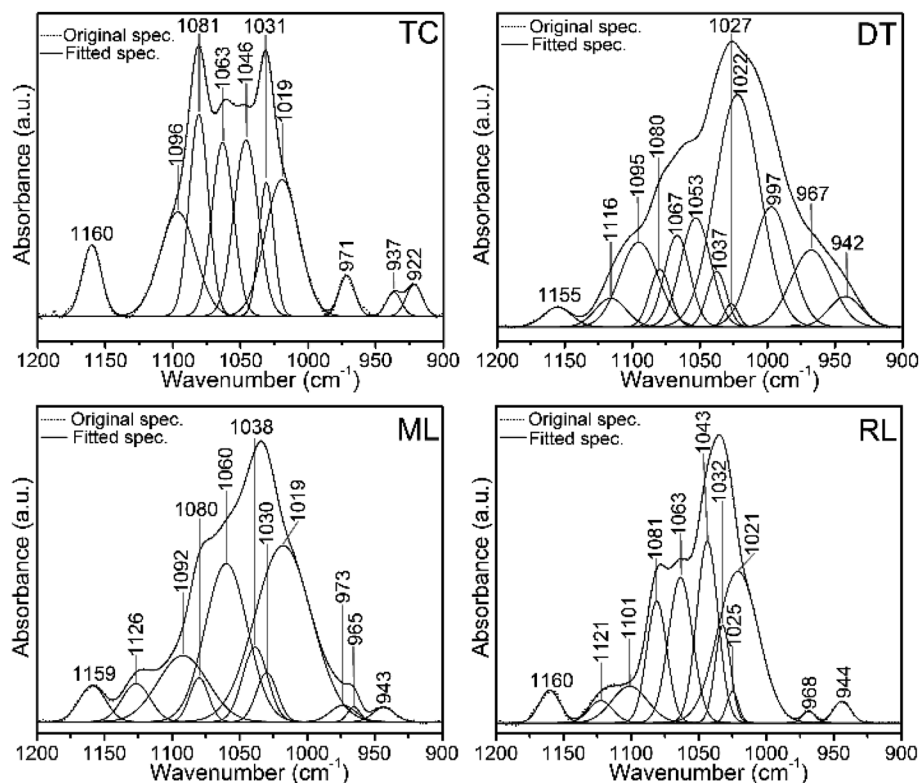 Original spec.
Fitted spec.
TC
1160
1096
1081
1063
1046
1031
1019
971
937
922
Absorbance (a.u.)
1200 1150 1100 1050 1000 950 900
Wavenumber (cm⁻¹)
Original spec.
Fitted spec.
DT
1155
1116
1095
1080
1067
1053
1037
1027
1022
997
967
942
Absorbance (a.u.)
1200 1150 1100 1050 1000 950 900
Wavenumber (cm⁻¹)
Original spec.
Fitted spec.
ML
1159
1126
1092
1080
1060
1038
1030
1019
973
965
943
Absorbance (a.u.)
1200 1150 1100 1050 1000 950 900
Wavenumber (cm⁻¹)
Original spec.
Fitted spec.
RL
1160
1121
1101
1081
1063
1043
1032
1025
1021
968
944
Absorbance (a.u.)
1200 1150 1100 1050 1000 950 900
Wavenumber (cm⁻¹)